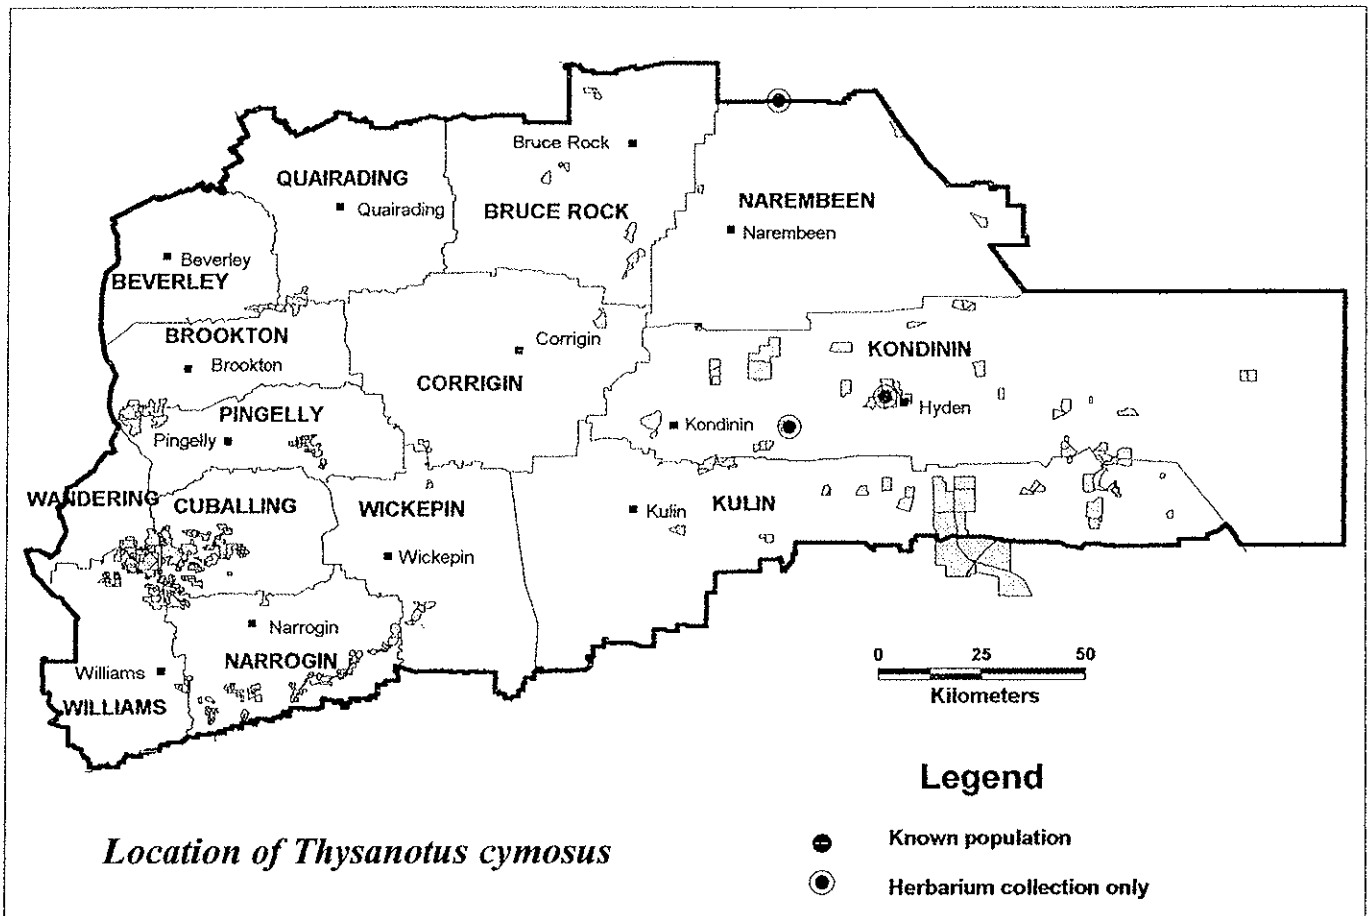 Bruce Rock
QUAIRADING
Quairading
BRUCE ROCK
NAREMBEEN
Narembeen
Beverley
BEVERLEY
BROOKTON
Brookton
Corrigin
CORRIGIN
KONDININ
Hyden
PINGELLY
Pingelly
Kondinin
WANDERING
CUBALLING
WICKEPIN
Kulin
KULIN
Wickepin
Narrogin
NARROGIN
Williams
WILLIAMS
0 25 50
Kilometers
Legend
Known population
Herbarium collection only
Location of Thysanotus cymosus